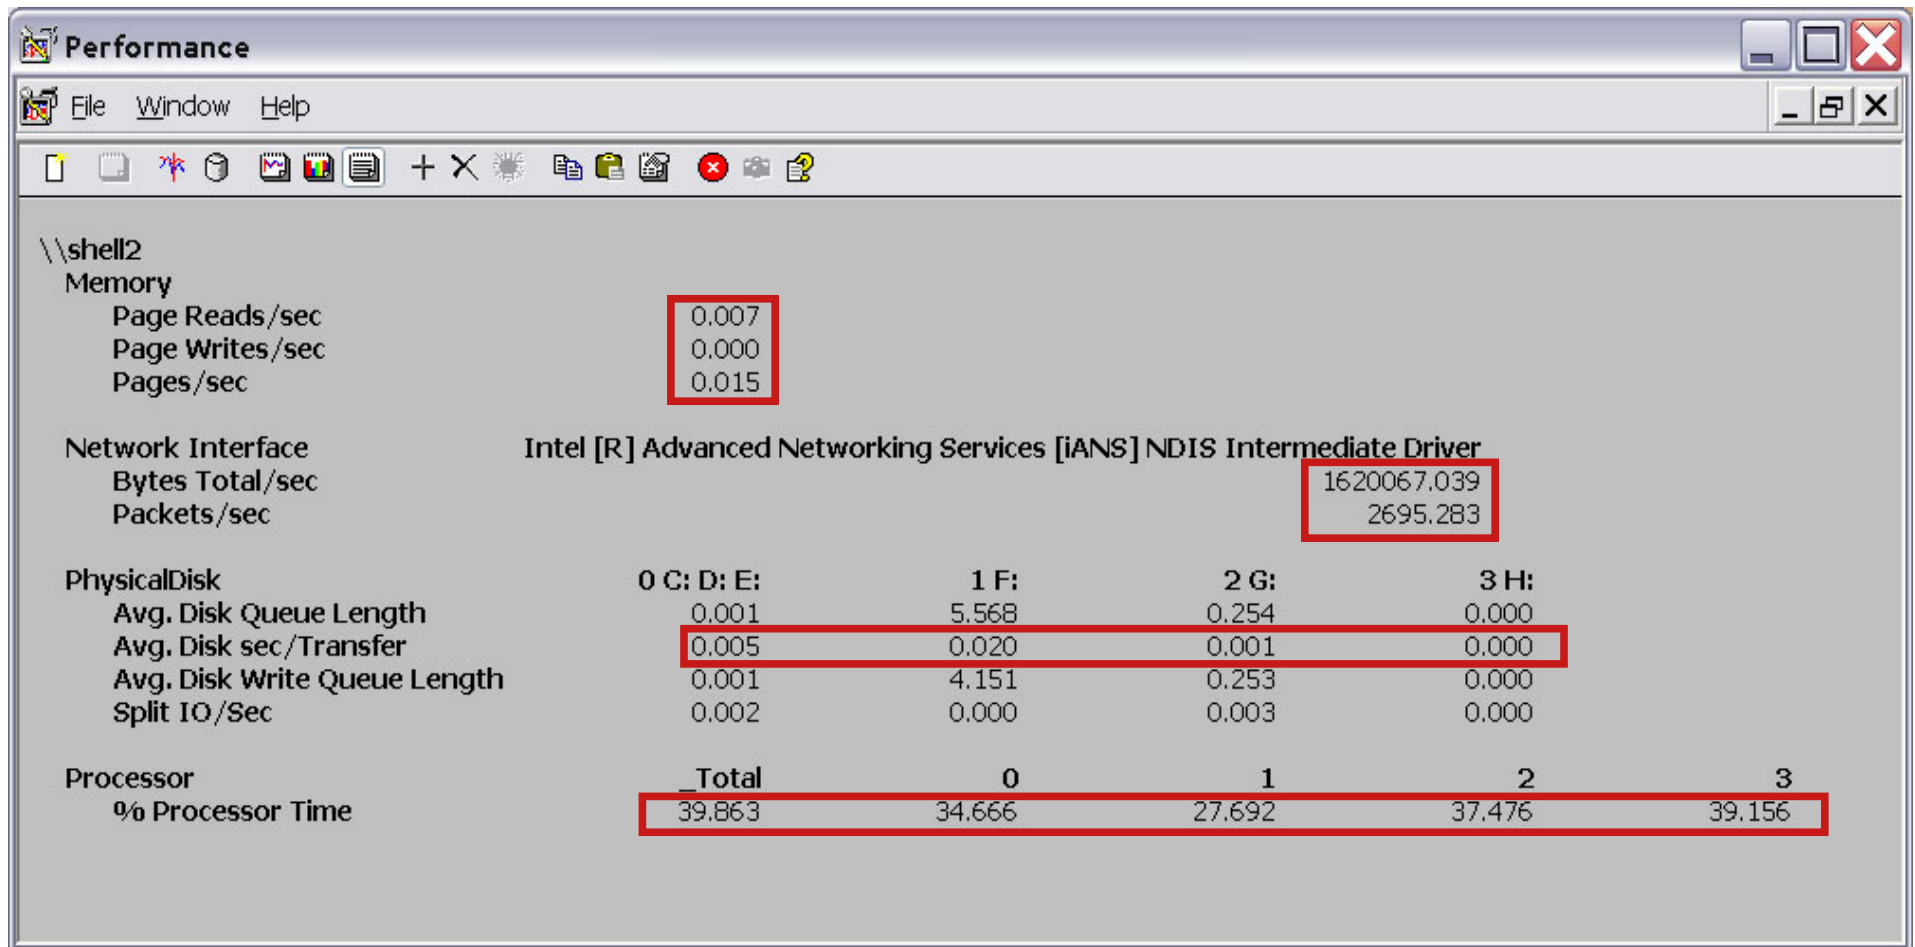 Performance
File Window Help
\\shell2
Memory
Page Reads/sec 0.007
Page Writes/sec 0.000
Pages/sec 0.015
Network Interface Intel [R] Advanced Networking Services [iANS] NDIS Intermediate Driver
Bytes Total/sec 1620067.039
Packets/sec 2695.283
PhysicalDisk 0 C: D: E: 1 F: 2 G: 3 H:
Avg. Disk Queue Length 0.001 5.568 0.254 0.000
Avg. Disk sec/Transfer 0.005 0.020 0.001 0.000
Avg. Disk Write Queue Length 0.001 4.151 0.253 0.000
Split IO/Sec 0.002 0.000 0.003 0.000
Processor _Total 0 1 2 3
% Processor Time 39.863 34.666 27.692 37.476 39.156